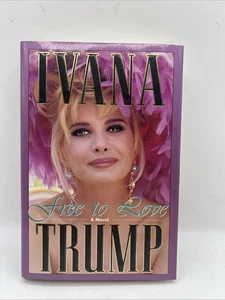 IVANA
Free to Love
A Novel
TRUMP